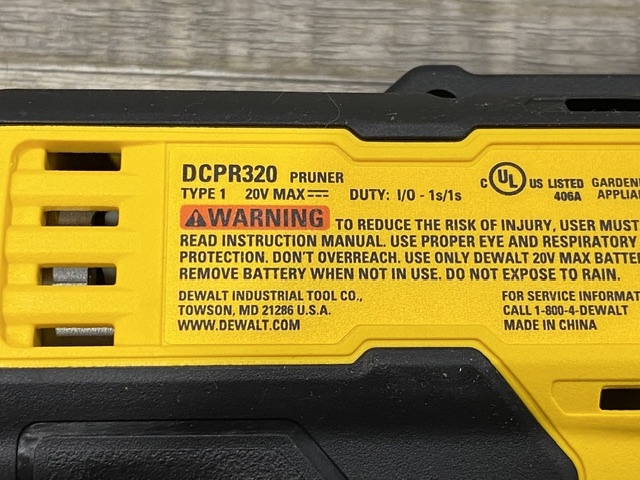 DCPR320 PRUNER
TYPE 1 20V MAX DUTY: I/O - 1s/1s
C UL US LISTED
406A
WARNING TO REDUCE THE RISK OF INJURY, USER MUST
READ INSTRUCTION MANUAL. USE PROPER EYE AND RESPIRATORY
PROTECTION. DON'T OVERREACH. USE ONLY DEWALT 20V MAX
REMOVE BATTERY WHEN NOT IN USE. DO NOT EXPOSE TO RAIN.
DEWALT INDUSTRIAL TOOL CO.,
TOWSON, MD 21286 U.S.A.
WWW.DEWALT.COM
FOR SERVICE
CALL 1-800-4-DEWALT
MADE IN CHINA